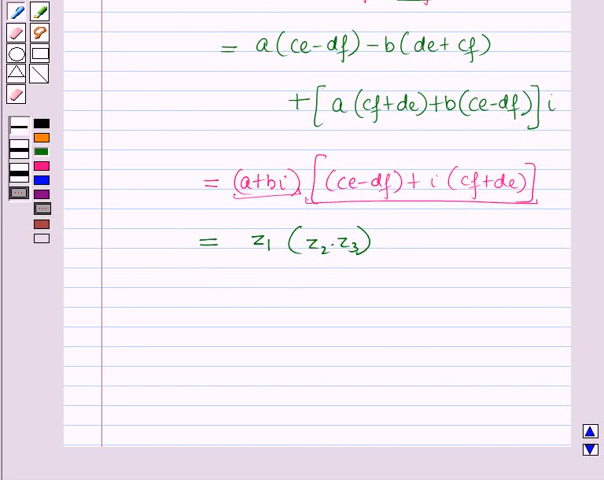 = a(ce-df)-b(de+cf)
+[a(cf+de)+b(ce-df)]i
= (a+bi) [(ce-df)+i(cf+de)]
= z₁ (z₂.z₃)